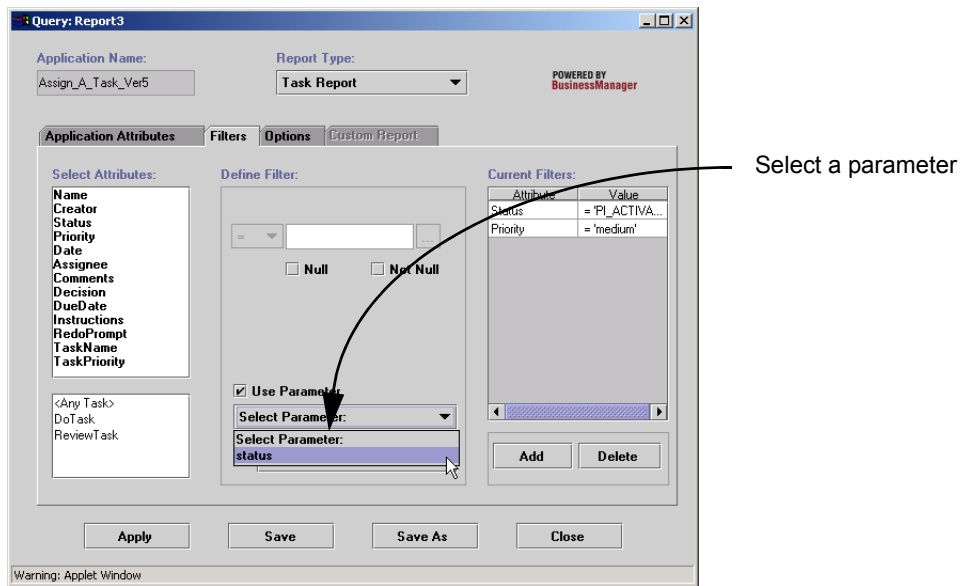 Query: Report3
Application Name:
Report Type:
Assign_A_Task_Ver5
Task Report
POWERED BY
BusinessManager
Application Attributes
Filters
Options
Custom Report
Select Attributes:
Define Filter:
Current Filters:
Select a parameter
Name
Creator
Status
Priority
Date
Assignee
Comments
Decision
DueDate
Instructions
RedoPrompt
TaskName
TaskPriority
<Any Task>
DoTask
ReviewTask
=
...
Null
Not Null
Use Parameter
Select Parameter:
Select Parameter:
status
Attribute Value
Status = 'PI_ACTIVA...
Priority = 'medium'
Add
Delete
Apply
Save
Save As
Close
Warning: Applet Window